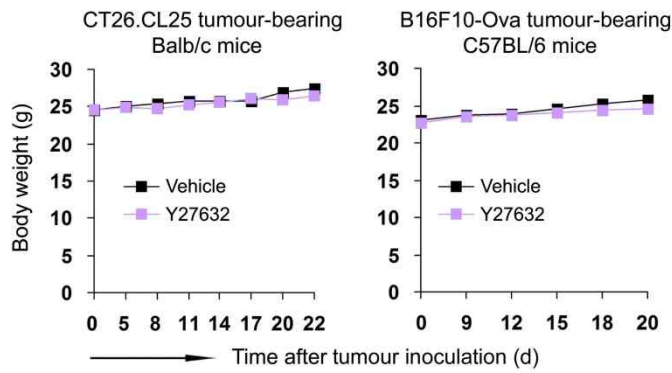 CT26.CL25 tumour-bearing
Balb/c mice
B16F10-Ova tumour-bearing
C57BL/6 mice
Body weight (g)
30
25
20
15
10
5
0
Vehicle
Y27632
0 5 8 11 14 17 20 22
30
25
20
15
10
5
0
Vehicle
Y27632
0 9 12 15 18 20
Time after tumour inoculation (d)